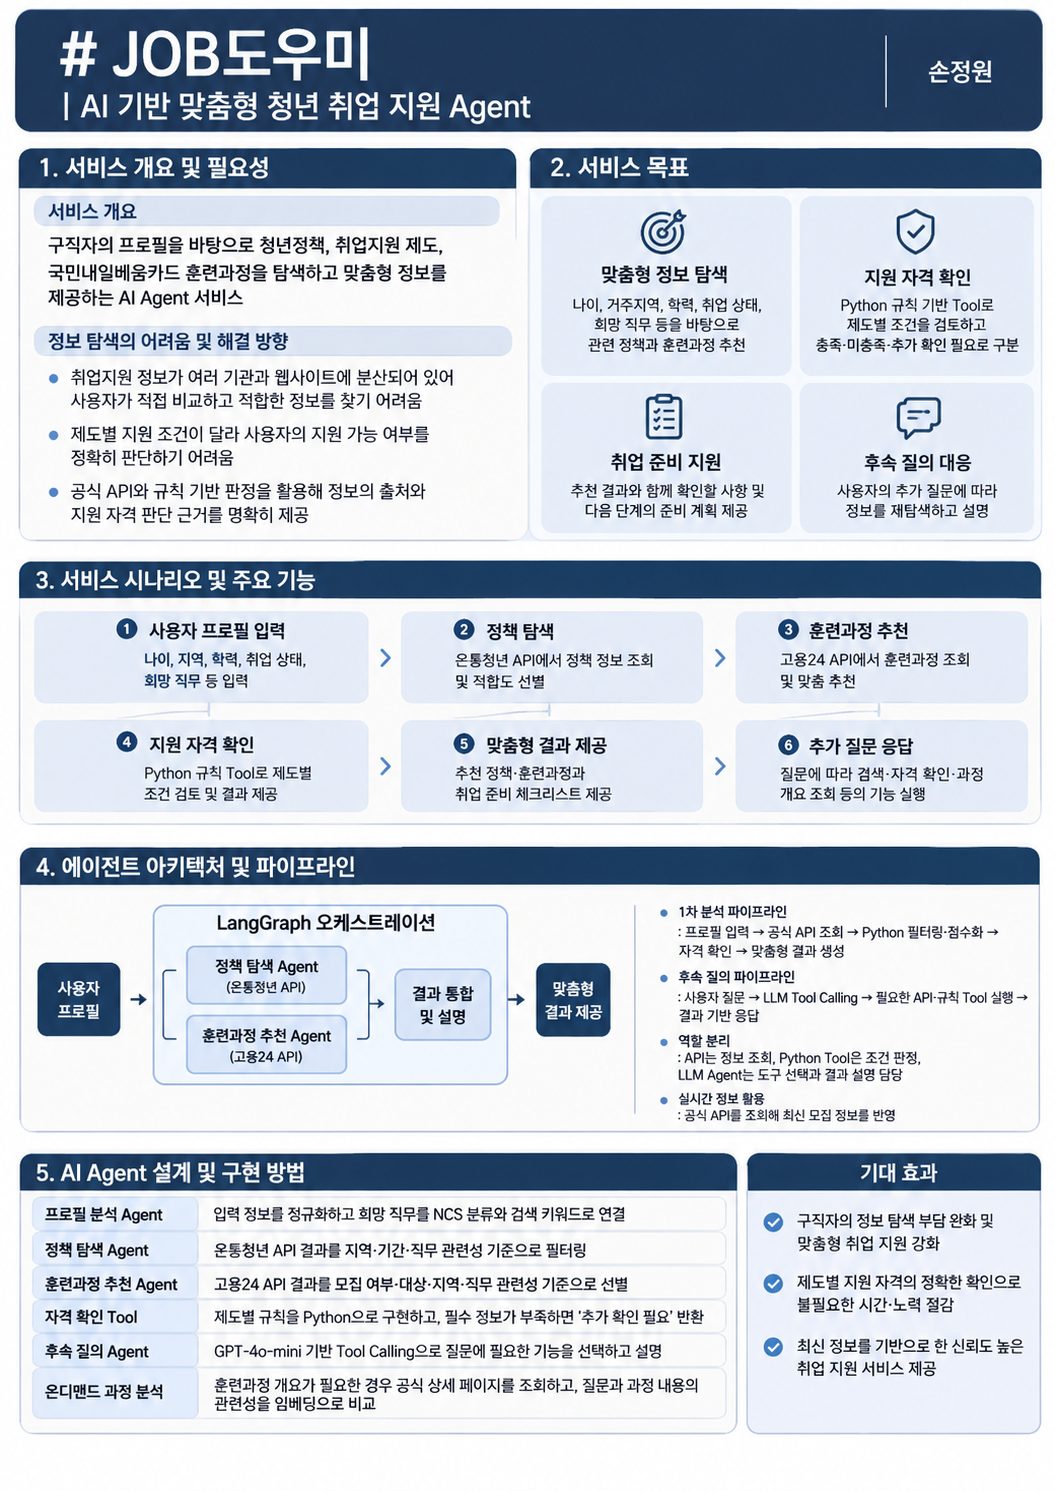 # JOB도우미
| AI 기반 맞춤형 청년 취업 지원 Agent
손정원
1. 서비스 개요 및 필요성
서비스 개요
구직자의 프로필을 바탕으로 청년정책, 취업지원 제도,
국민내일배움카드 훈련과정을 탐색하고 맞춤형 정보를
제공하는 AI Agent 서비스
정보 탐색의 어려움 및 해결 방향
취업지원 정보가 여러 기관과 웹사이트에 분산되어 있어
사용자가 직접 비교하고 적합한 정보를 찾기 어려움
제도별 지원 조건이 달라 사용자의 지원 가능 여부를
정확히 판단하기 어려움
공식 API와 규칙 기반 판정을 활용해 정보의 출처와
지원 자격 판단 근거를 명확히 제공
2. 서비스 목표
맞춤형 정보 탐색
나이, 거주지역, 학력, 취업 상태,
희망 직무 등을 바탕으로
관련 정책과 훈련과정 추천
지원 자격 확인
Python 규칙 기반 Tool로
제도별 조건을 검토하고
충족·미충족·추가 확인 필요로 구분
취업 준비 지원
추천 결과와 함께 확인할 사항 및
다음 단계의 준비 계획 제공
후속 질의 대응
사용자의 추가 질문에 따라
정보를 재탐색하고 설명
3. 서비스 시나리오 및 주요 기능
1 사용자 프로필 입력
나이, 지역, 학력, 취업 상태,
희망 직무 등 입력
2 정책 탐색
온통청년 API에서 정책 정보 조회
및 적합도 선별
3 훈련과정 추천
고용24 API에서 훈련과정 조회
및 맞춤 추천
4 지원 자격 확인
Python 규칙 Tool로 제도별
조건 검토 및 결과 제공
5 맞춤형 결과 제공
추천 정책·훈련과정과
취업 준비 체크리스트 제공
6 추가 질문 응답
질문에 따라 검색·자격 확인·과정
개요 조회 등의 기능 실행
4. 에이전트 아키텍처 및 파이프라인
사용자
프로필
LangGraph 오케스트레이션
정책 탐색 Agent
(온통청년 API)
훈련과정 추천 Agent
(고용24 API)
결과 통합
및 설명
맞춤형
결과 제공
1차 분석 파이프라인
: 프로필 입력 → 공식 API 조회 → Python 필터링·점수화 →
자격 확인 → 맞춤형 결과 생성
후속 질의 파이프라인
: 사용자 질문 → LLM Tool Calling → 필요한 API·규칙 Tool 실행 →
결과 기반 응답
역할 분리
: API는 정보 조회, Python Tool은 조건 판정,
LLM Agent는 도구 선택과 결과 설명 담당
실시간 정보 활용
: 공식 API를 조회해 최신 모집 정보를 반영
5. AI Agent 설계 및 구현 방법
프로필 분석 Agent
입력 정보를 정규화하고 희망 직무를 NCS 분류와 검색 키워드로 연결
정책 탐색 Agent
온통청년 API 결과를 지역·기간·직무 관련성 기준으로 필터링
훈련과정 추천 Agent
고용24 API 결과를 모집 여부·대상·지역·직무 관련성 기준으로 선별
자격 확인 Tool
제도별 규칙을 Python으로 구현하고, 필수 정보가 부족하면 '추가 확인 필요' 반환
후속 질의 Agent
GPT-4o-mini 기반 Tool Calling으로 질문에 필요한 기능을 선택하고 설명
온디맨드 과정 분석
훈련과정 개요가 필요한 경우 공식 상세 페이지를 조회하고, 질문과 과정 내용의
관련성을 임베딩으로 비교
기대 효과
구직자의 정보 탐색 부담 완화 및
맞춤형 취업 지원 강화
제도별 지원 자격의 정확한 확인으로
불필요한 시간·노력 절감
최신 정보를 기반으로 한 신뢰도 높은
취업 지원 서비스 제공